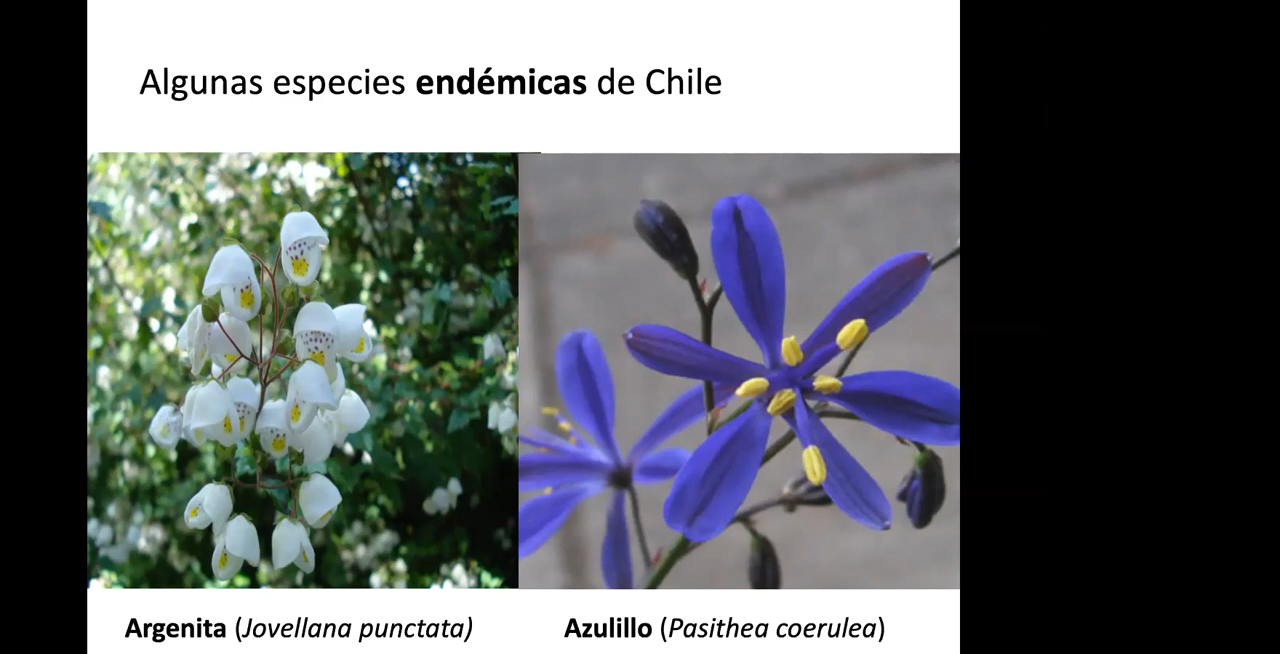 Algunas especies endémicas de Chile
Argenita (Jovellana punctata)
Azulillo (Pasithea coerulea)